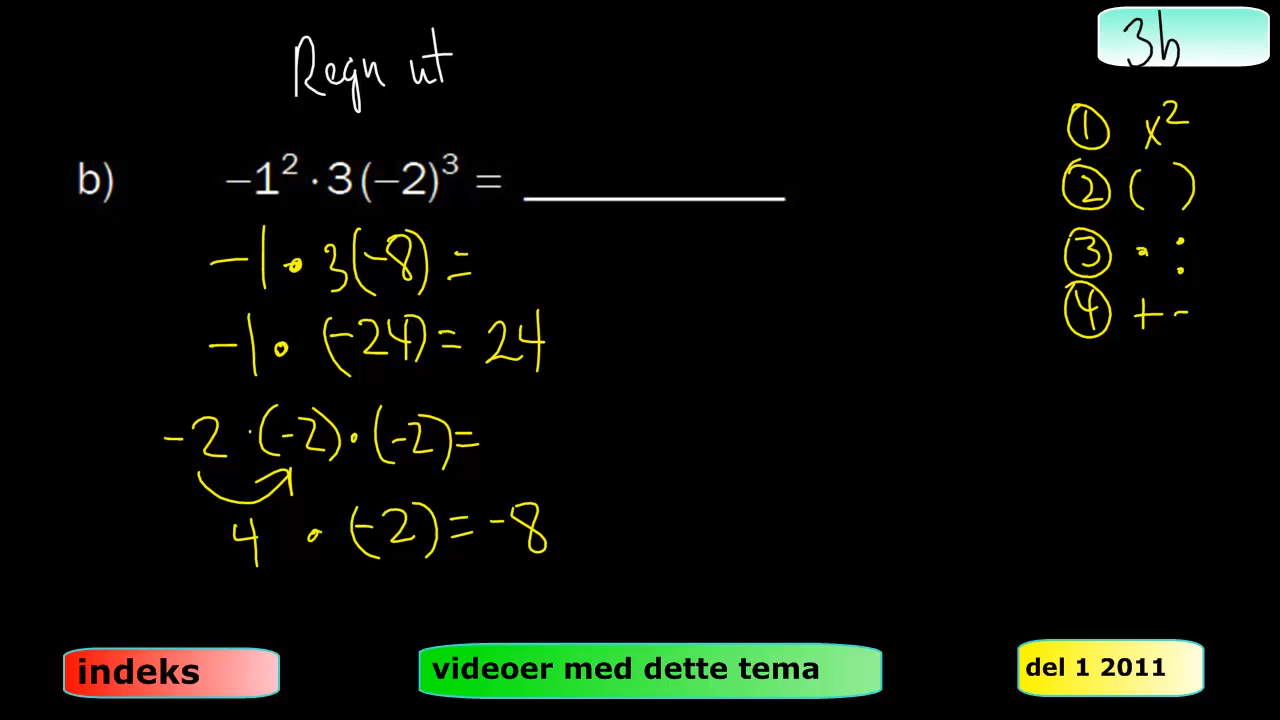 Regn ut
3b
b) −1² · 3(−2)³ = ____________
-1 · 3(-8) =
-1 · (-24) = 24
-2 · (-2) · (-2) =
4 · (-2) = -8
① x²
② ( )
③ · :
④ + -
indeks
videoer med dette tema
del 1 2011